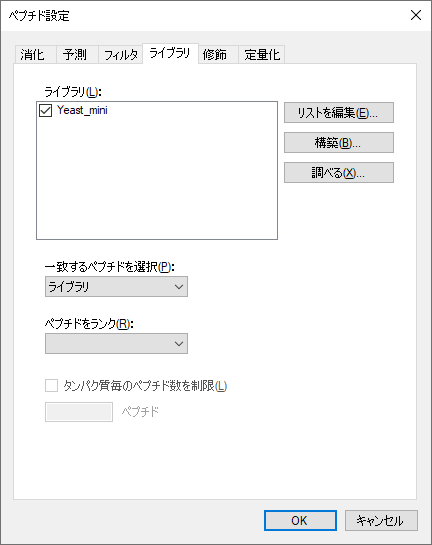 ペプチド設定
消化 予測 フィルタ ライブラリ 修飾 定量化
ライブラリ(L):
Yeast_mini
リストを編集(E)...
構築(B)...
調べる(X)...
一致するペプチドを選択(P):
ライブラリ
ペプチドをランク(R):
タンパク質毎のペプチド数を制限(L)
ペプチド
OK キャンセル